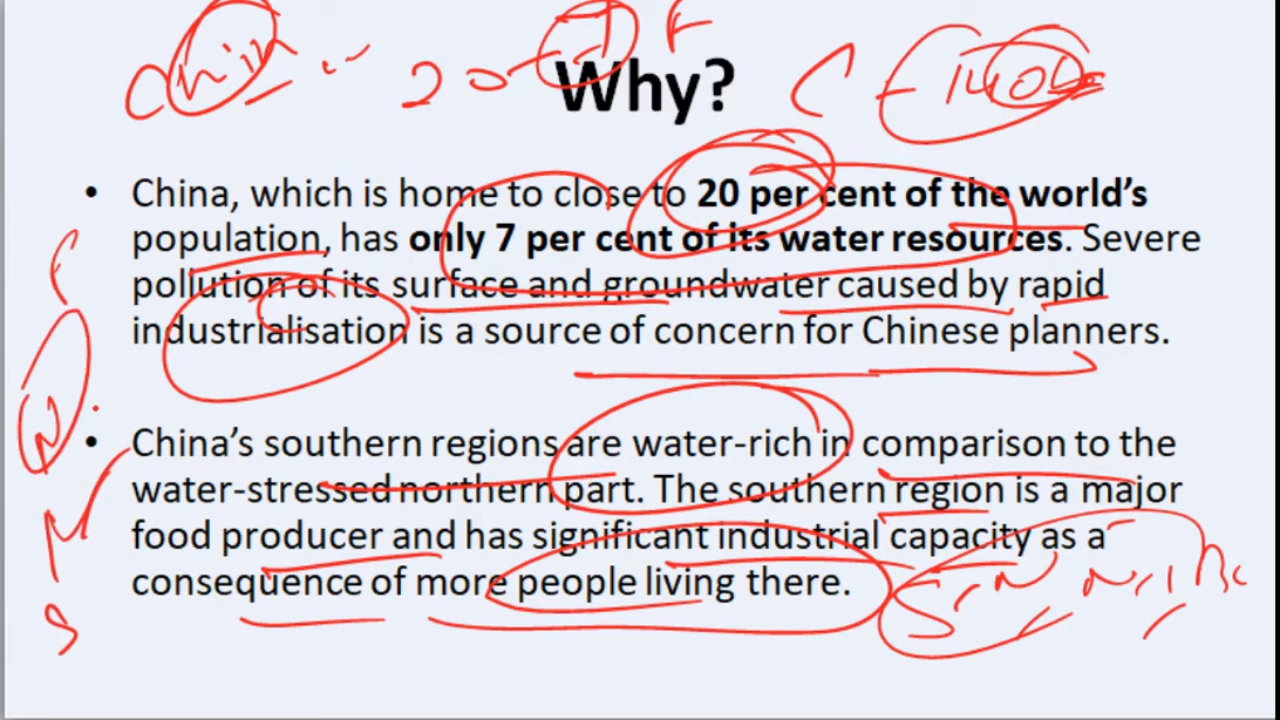 Why?
• China, which is home to close to 20 per cent of the world's
population, has only 7 per cent of its water resources. Severe
pollution of its surface and groundwater caused by rapid
industrialisation is a source of concern for Chinese planners.
• China's southern regions are water-rich in comparison to the
water-stressed northern part. The southern region is a major
food producer and has significant industrial capacity as a
consequence of more people living there.